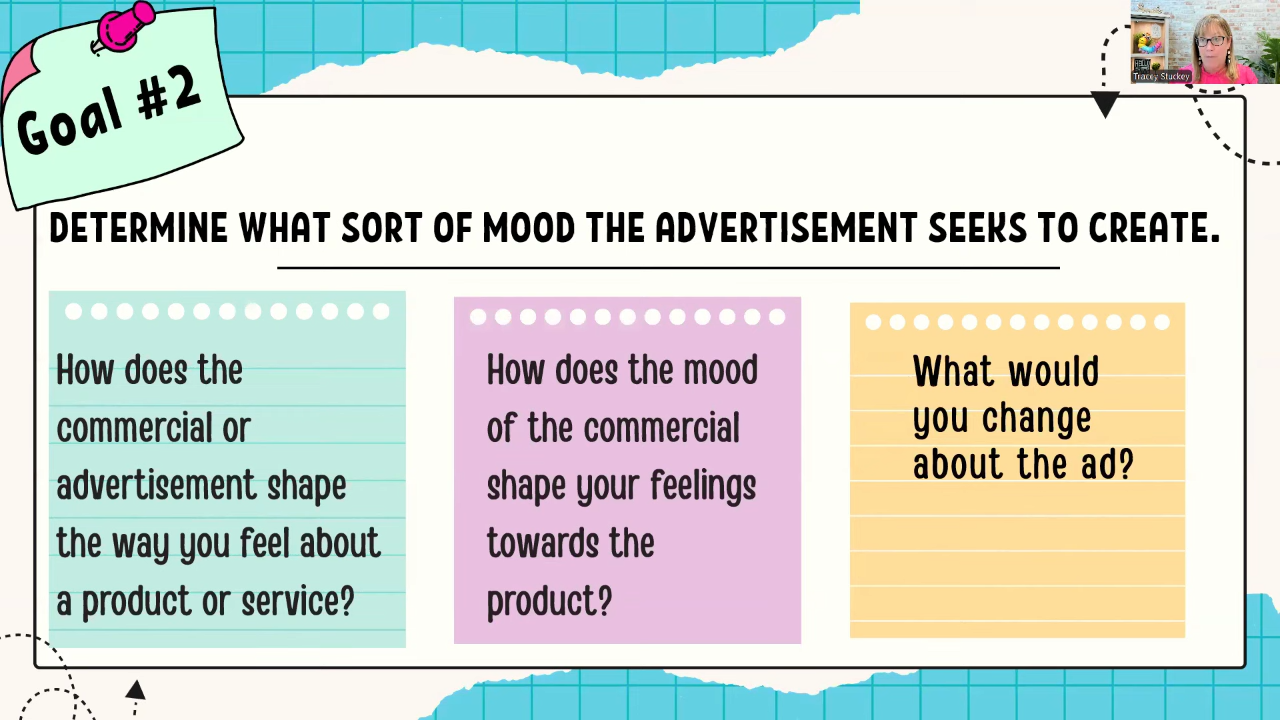 Goal #2
Tracey Stuckey
DETERMINE WHAT SORT OF MOOD THE ADVERTISEMENT SEEKS TO CREATE.
How does the
commercial or
advertisement shape
the way you feel about
a product or service?
How does the mood
of the commercial
shape your feelings
towards the
product?
What would
you change
about the ad?